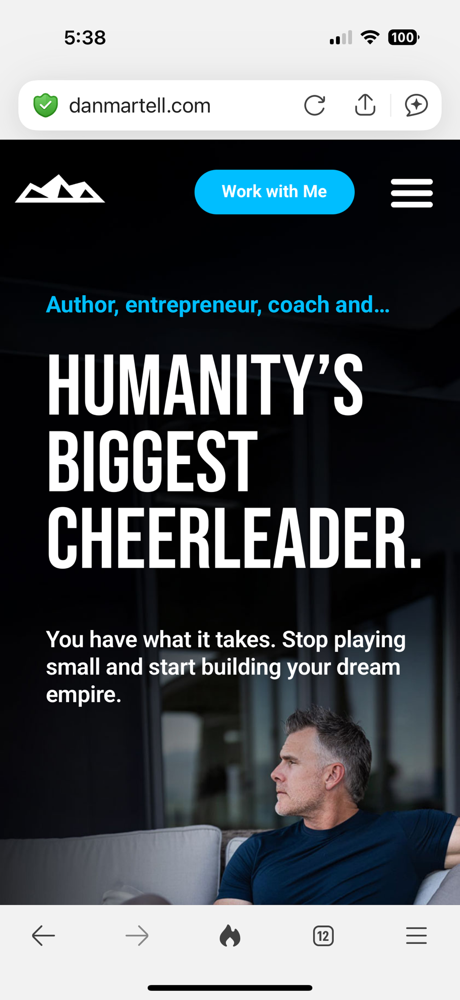 5:38
100
danmartell.com
Work with Me
Author, entrepreneur, coach and...
HUMANITY’S
BIGGEST
CHEERLEADER.
You have what it takes. Stop playing
small and start building your dream
empire.
12